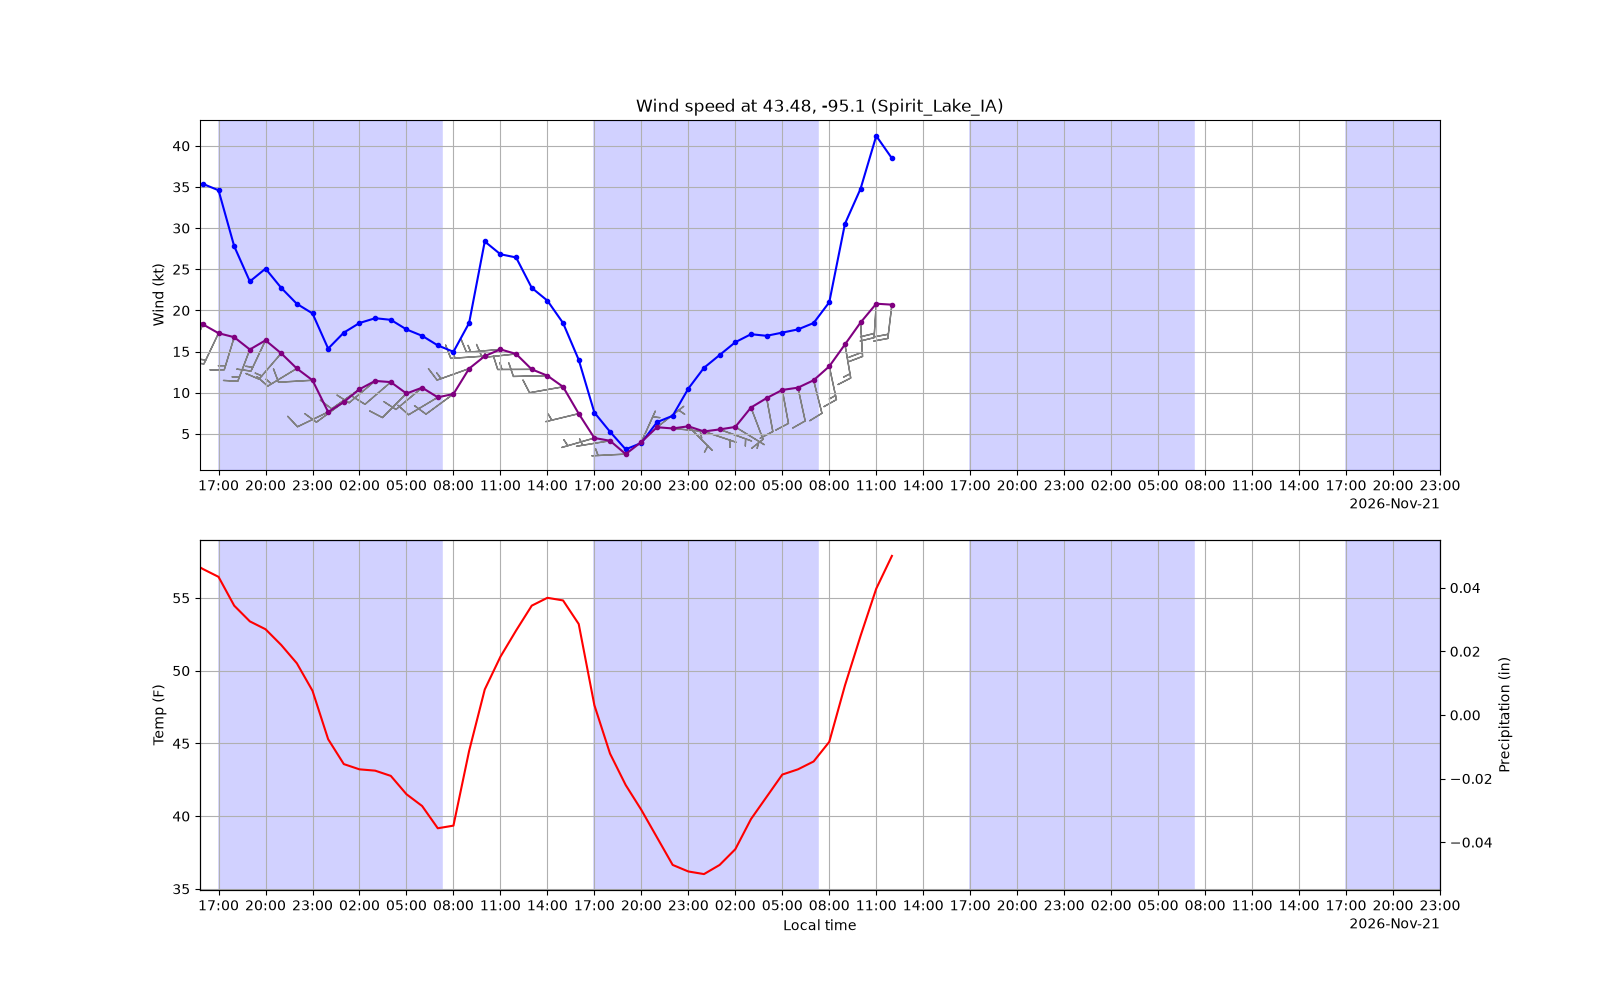 Wind speed at 43.48, -95.1 (Spirit_Lake_IA)
Wind (kt)
40
35
30
25
20
15
10
5
17:00 20:00 23:00 02:00 05:00 08:00 11:00 14:00 17:00 20:00 23:00 02:00 05:00 08:00 11:00 14:00 17:00 20:00 23:00 02:00 05:00 08:00 11:00 14:00 17:00 20:00 23:00
2026-Nov-21
Temp (F)
55
50
45
40
35
0.04
0.02
0.00
−0.02
−0.04
Precipitation (in)
17:00 20:00 23:00 02:00 05:00 08:00 11:00 14:00 17:00 20:00 23:00 02:00 05:00 08:00 11:00 14:00 17:00 20:00 23:00 02:00 05:00 08:00 11:00 14:00 17:00 20:00 23:00
2026-Nov-21
Local time